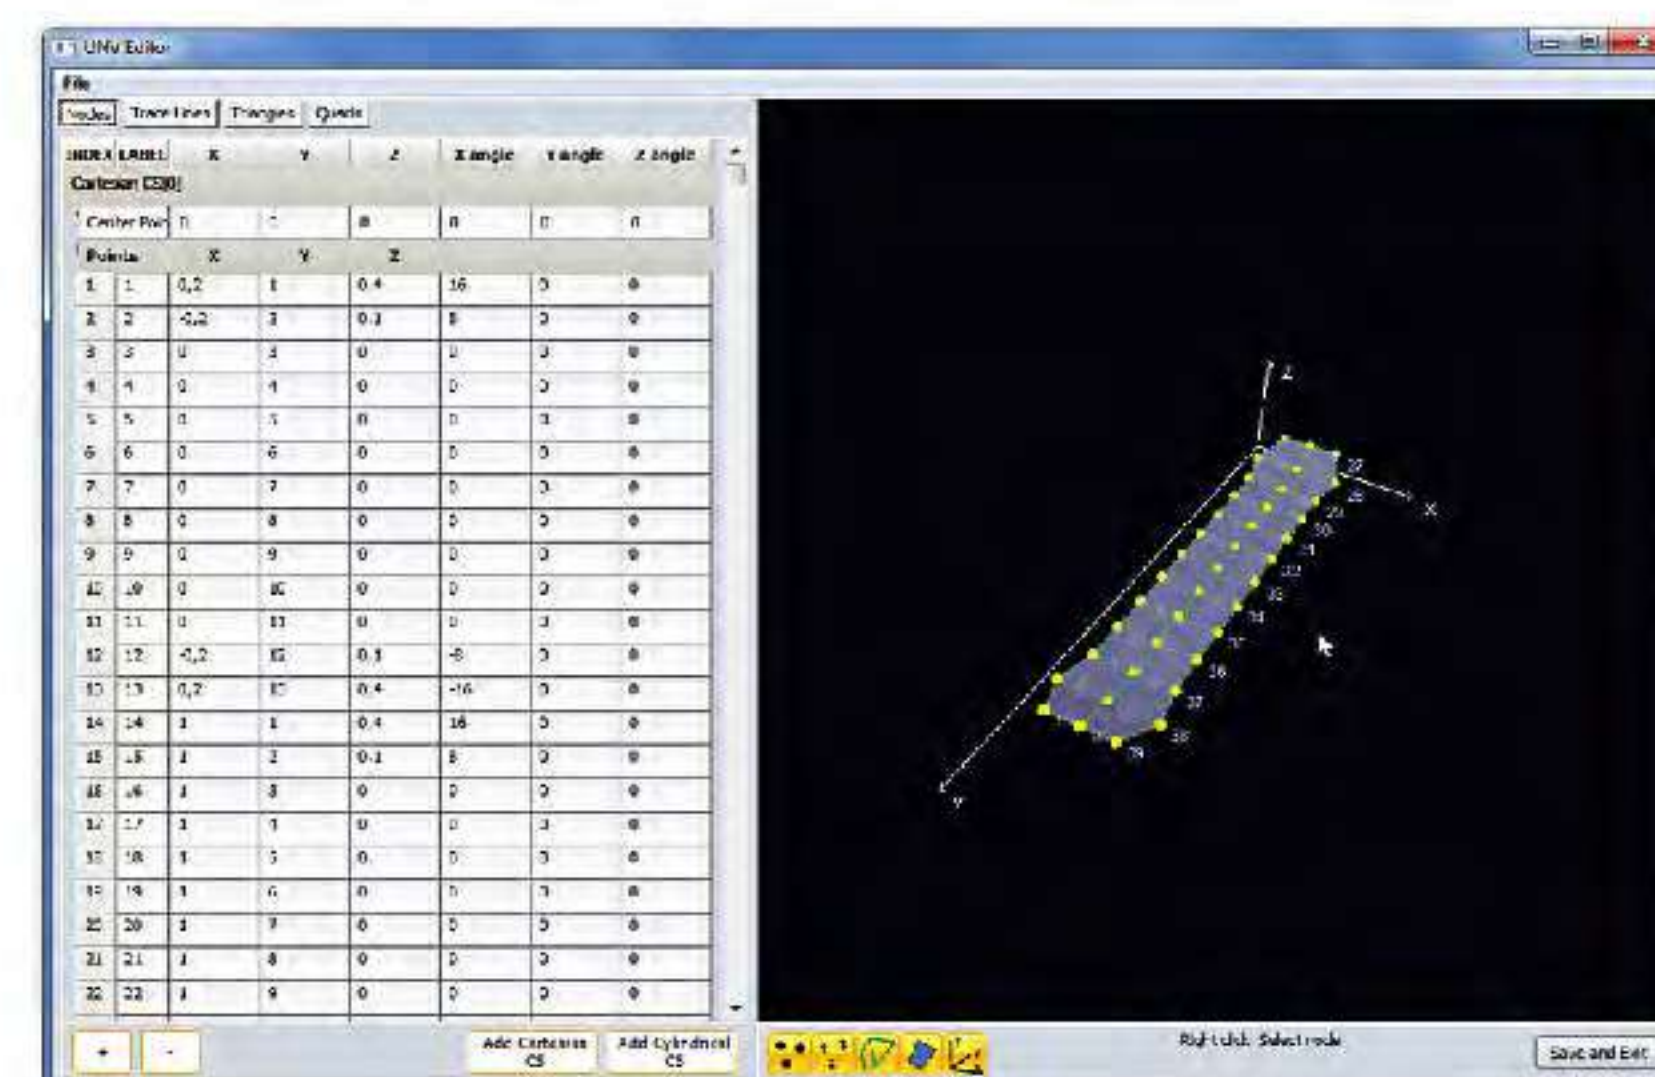 UNV Editor
File
Nodes Trace Lines Triangles Quads
INDEX LABEL X Y Z X angle Y angle Z angle
Cartesian CS[0]
Center Poin 0 0 0 0 0
Points X Y Z
1 1 0,2 1 0.4 16 0 0
2 2 -0,2 2 0.1 8 0 0
3 3 0 3 0 0 0 0
4 4 0 4 0 0 0 0
5 5 0 5 0 0 0 0
6 6 0 6 0 0 0 0
7 7 0 7 0 0 0 0
8 8 0 8 0 0 0 0
9 9 0 9 0 0 0 0
10 10 0 10 0 0 0 0
11 11 0 11 0 0 0 0
12 12 -0,2 12 0.1 -8 0 0
13 13 0,2 13 0.4 -16 0 0
14 14 1 1 0.4 16 0 0
15 15 1 2 0.1 8 0 0
16 16 1 3 0 0 0 0
17 17 1 4 0 0 0 0
18 18 1 5 0 0 0 0
19 19 1 6 0 0 0 0
20 20 1 7 0 0 0 0
21 21 1 8 0 0 0 0
22 22 1 9 0 0 0 0
+ - Add Cartesian CS Add Cylindrical CS
Z
27
X
29
30
32
33
37
38
39
Y
Right click: Select node
Save and Exit